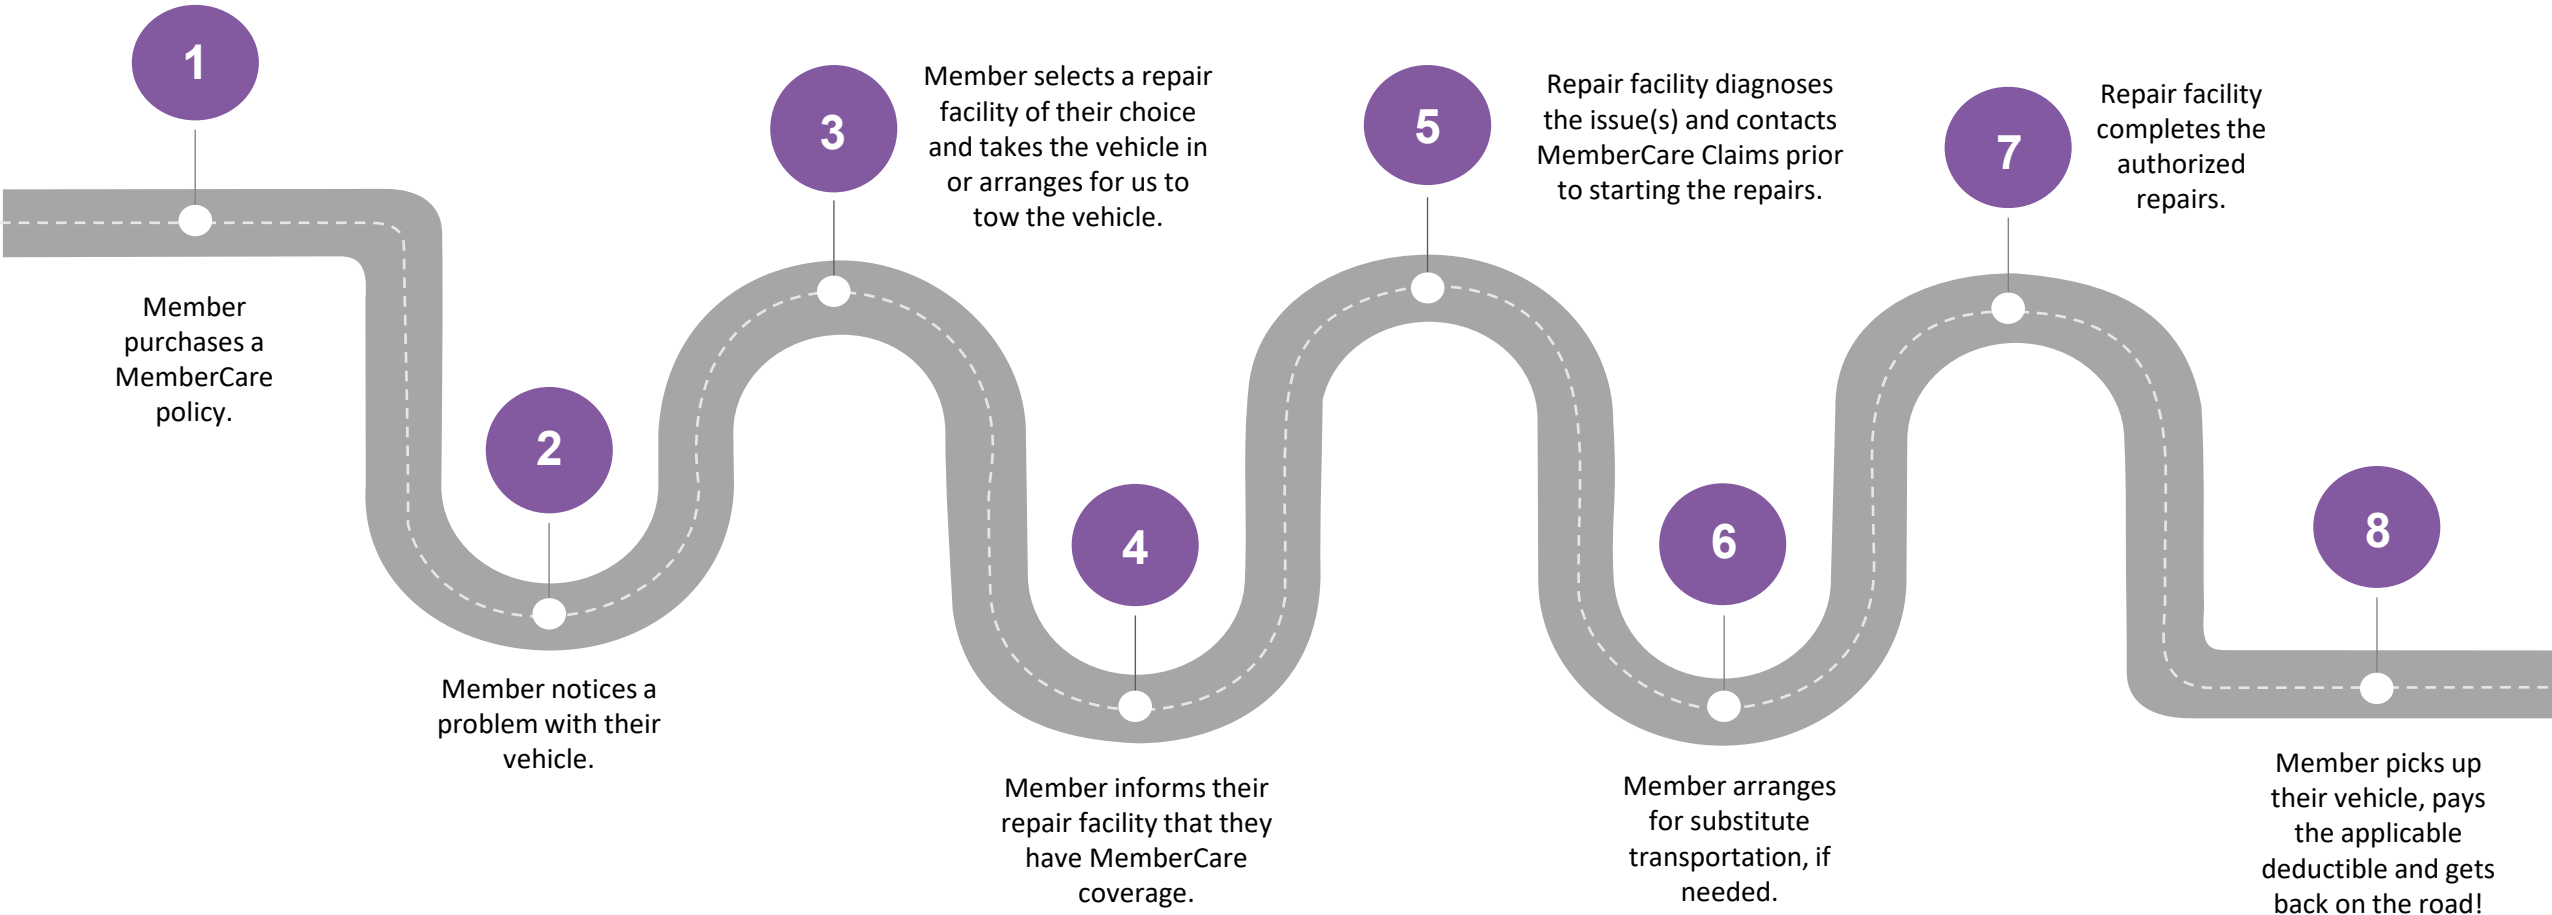 1
Member
purchases a
MemberCare
policy.
2
Member notices a
problem with their
vehicle.
3
Member selects a repair
facility of their choice
and takes the vehicle in
or arranges for us to
tow the vehicle.
4
Member informs their
repair facility that they
have MemberCare
coverage.
5
Repair facility diagnoses
the issue(s) and contacts
MemberCare Claims prior
to starting the repairs.
6
Member arranges
for substitute
transportation, if
needed.
7
Repair facility
completes the
authorized
repairs.
8
Member picks up
their vehicle, pays
the applicable
deductible and gets
back on the road!